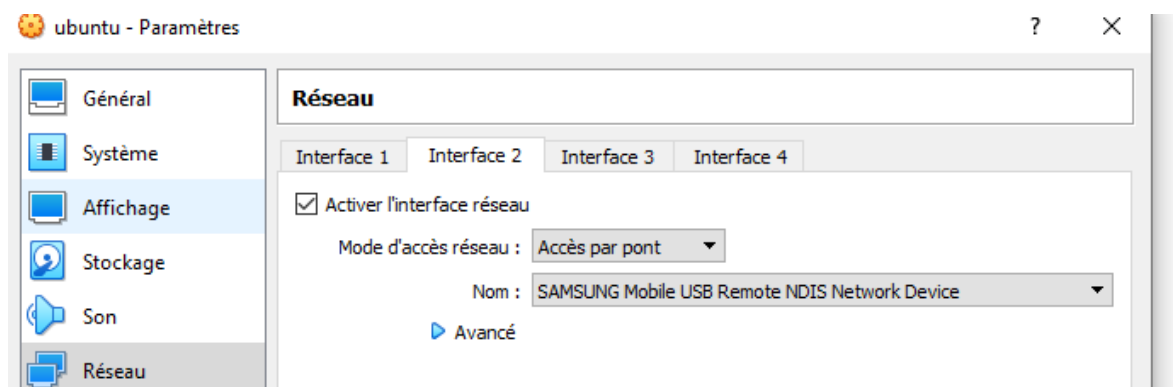 ubuntu - Paramètres ? ×
Général
Réseau
Système
Interface 1 Interface 2 Interface 3 Interface 4
Affichage
Activer l'interface réseau
Mode d'accès réseau : Accès par pont
Stockage
Nom : SAMSUNG Mobile USB Remote NDIS Network Device
Son
Avancé
Réseau